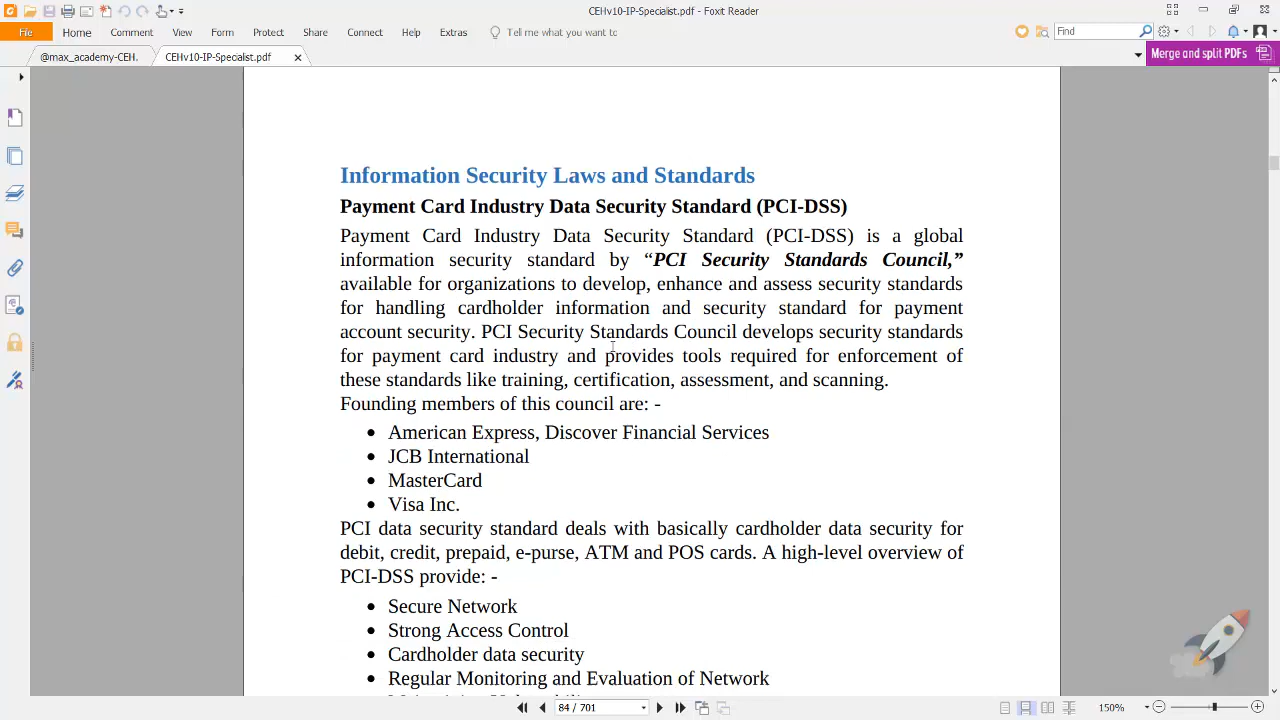 CEHv10-IP-Specialist.pdf - Foxit Reader
File Home Comment View Form Protect Share Connect Help Extras Tell me what you want to Find
@max_academy-CEH. CEHv10-IP-Specialist.pdf Merge and split PDFs
Information Security Laws and Standards
Payment Card Industry Data Security Standard (PCI-DSS)
Payment Card Industry Data Security Standard (PCI-DSS) is a global
information security standard by “PCI Security Standards Council,”
available for organizations to develop, enhance and assess security standards
for handling cardholder information and security standard for payment
account security. PCI Security Standards Council develops security standards
for payment card industry and provides tools required for enforcement of
these standards like training, certification, assessment, and scanning.
Founding members of this council are: -
• American Express, Discover Financial Services
• JCB International
• MasterCard
• Visa Inc.
PCI data security standard deals with basically cardholder data security for
debit, credit, prepaid, e-purse, ATM and POS cards. A high-level overview of
PCI-DSS provide: -
• Secure Network
• Strong Access Control
• Cardholder data security
• Regular Monitoring and Evaluation of Network
84 / 701 150%